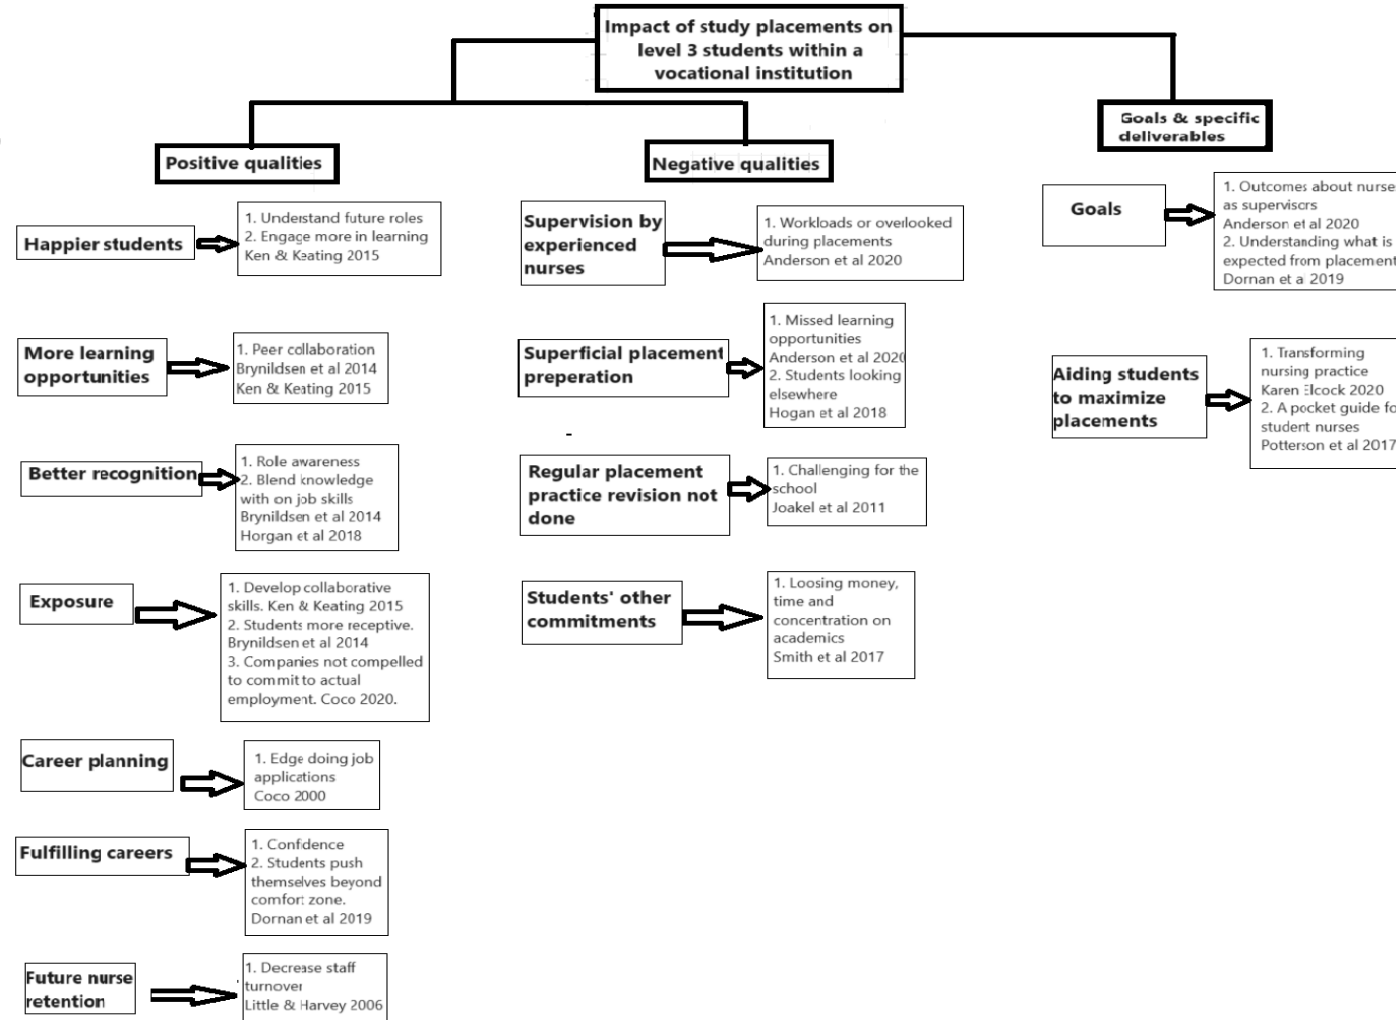 Impact of study placements on
level 3 students within a
vocational institution
Positive qualities
Happier students
1. Understand future roles
2. Engage more in learning
Ken & Keating 2015
More learning
opportunities
1. Peer collaboration
Brynildsen et al 2014
Ken & Keating 2015
Better recognition
1. Role awareness
2. Blend knowledge
with on job skills
Brynildsen et al 2014
Horgan et al 2018
Exposure
1. Develop collaborative
skills. Ken & Keating 2015
2. Students more receptive.
Brynildsen et al 2014
3. Companies not compelled
to commit to actual
employment. Coco 2020.
Career planning
1. Edge doing job
applications
Coco 2000
Fulfilling careers
1. Confidence
2. Students push
themselves beyond
comfort zone.
Dornan et al 2019
Future nurse
retention
1. Decrease staff
turnover
Little & Harvey 2006
Negative qualities
Supervision by
experienced
nurses
1. Workloads or overlooked
during placements
Anderson et al 2020
Superficial placement
preperation
1. Missed learning
opportunities
Anderson et al 2020
2. Students looking
elsewhere
Hogan et al 2018
Regular placement
practice revision not
done
1. Challenging for the
school
Joakel et al 2011
Students' other
commitments
1. Loosing money,
time and
concentration on
academics
Smith et al 2017
Goals & specific
deliverables
Goals
1. Outcomes about nurse
as supervisors
Anderson et al 2020
2. Understanding what is
expected from placement
Dornan et al 2019
Aiding students
to maximize
placements
1. Transforming
nursing practice
Karen Elcock 2020
2. A pocket guide fo
student nurses
Potterson et al 2017